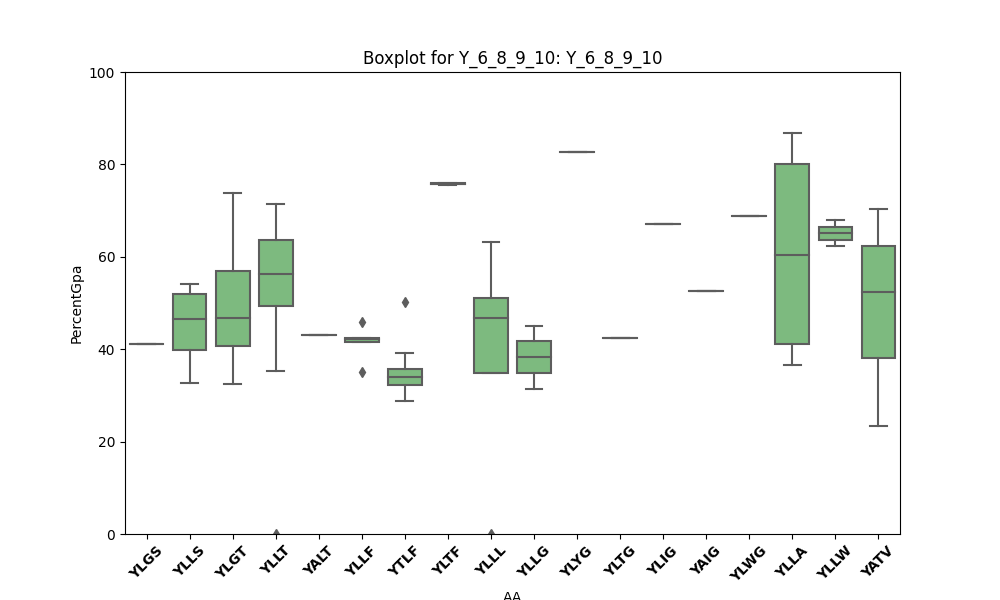 Boxplot for Y_6_8_9_10: Y_6_8_9_10
100
80
60
40
20
0
PercentGpa
YLGS YLLS YLGT YLLT YALT YLLF YTLF YLTF YLLL YLLG YLYG YLTG YLIG YAIG YLWG YLLA YLLW YATV
AA